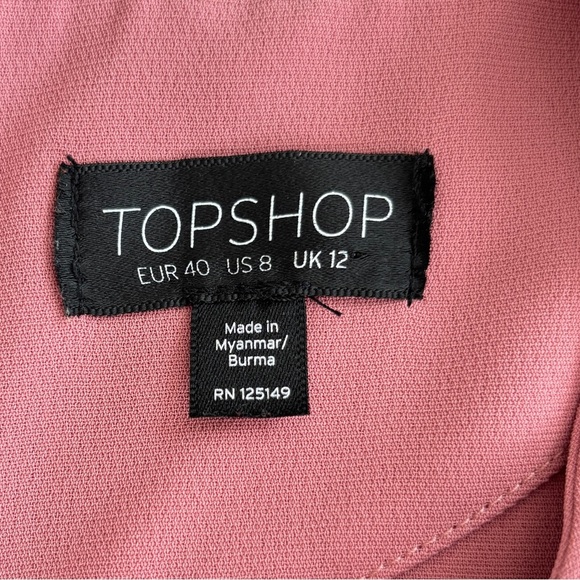 TOPSHOP
EUR 40 US 8 UK 12
Made in
Myanmar/
Burma
RN 125149